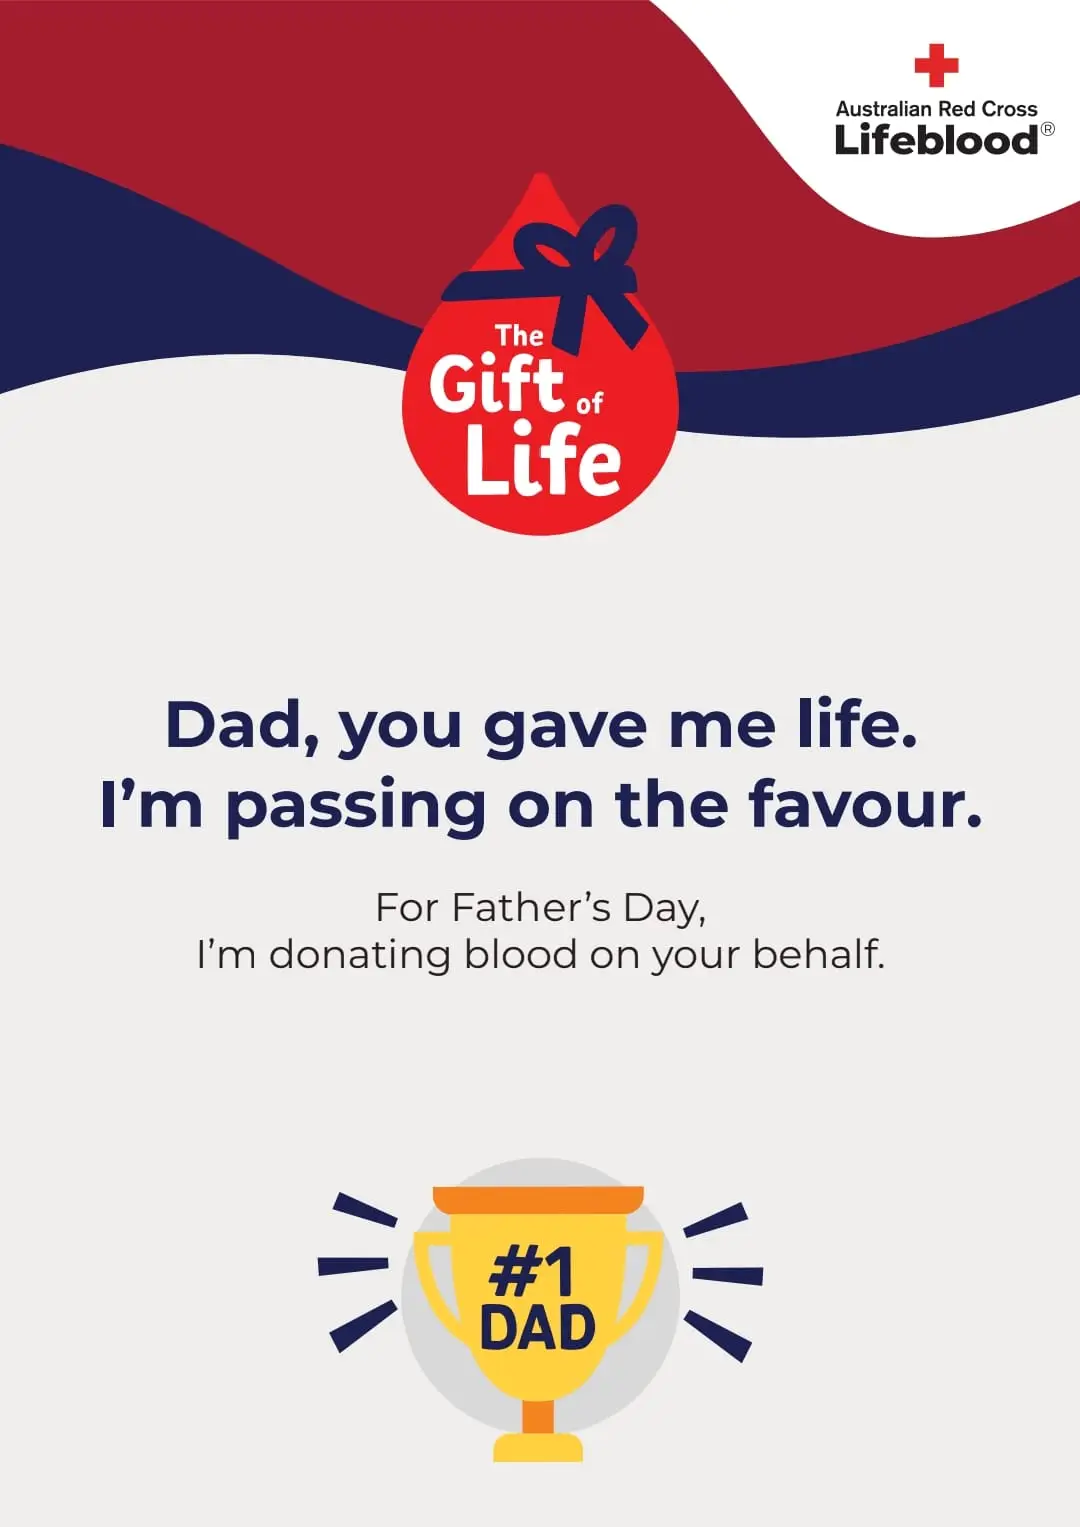 Australian Red Cross
Lifeblood®
The
Gift of
Life
Dad, you gave me life.
I’m passing on the favour.
For Father’s Day,
I’m donating blood on your behalf.
#1
DAD